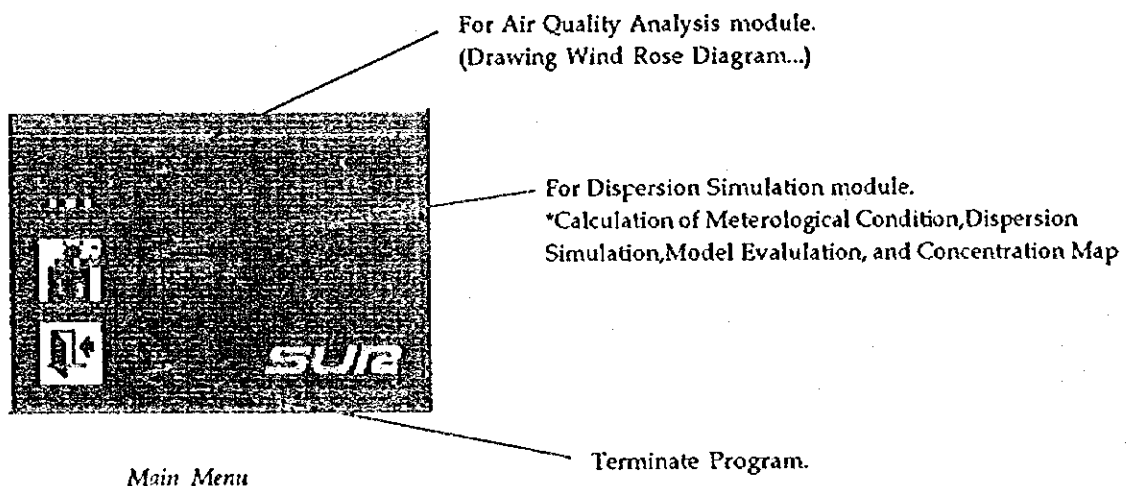 For Air Quality Analysis module.
(Drawing Wind Rose Diagram...)
For Dispersion Simulation module.
*Calculation of Meterological Condition,Dispersion
Simulation,Model Evalulation, and Concentration Map
Terminate Program.
Main Menu